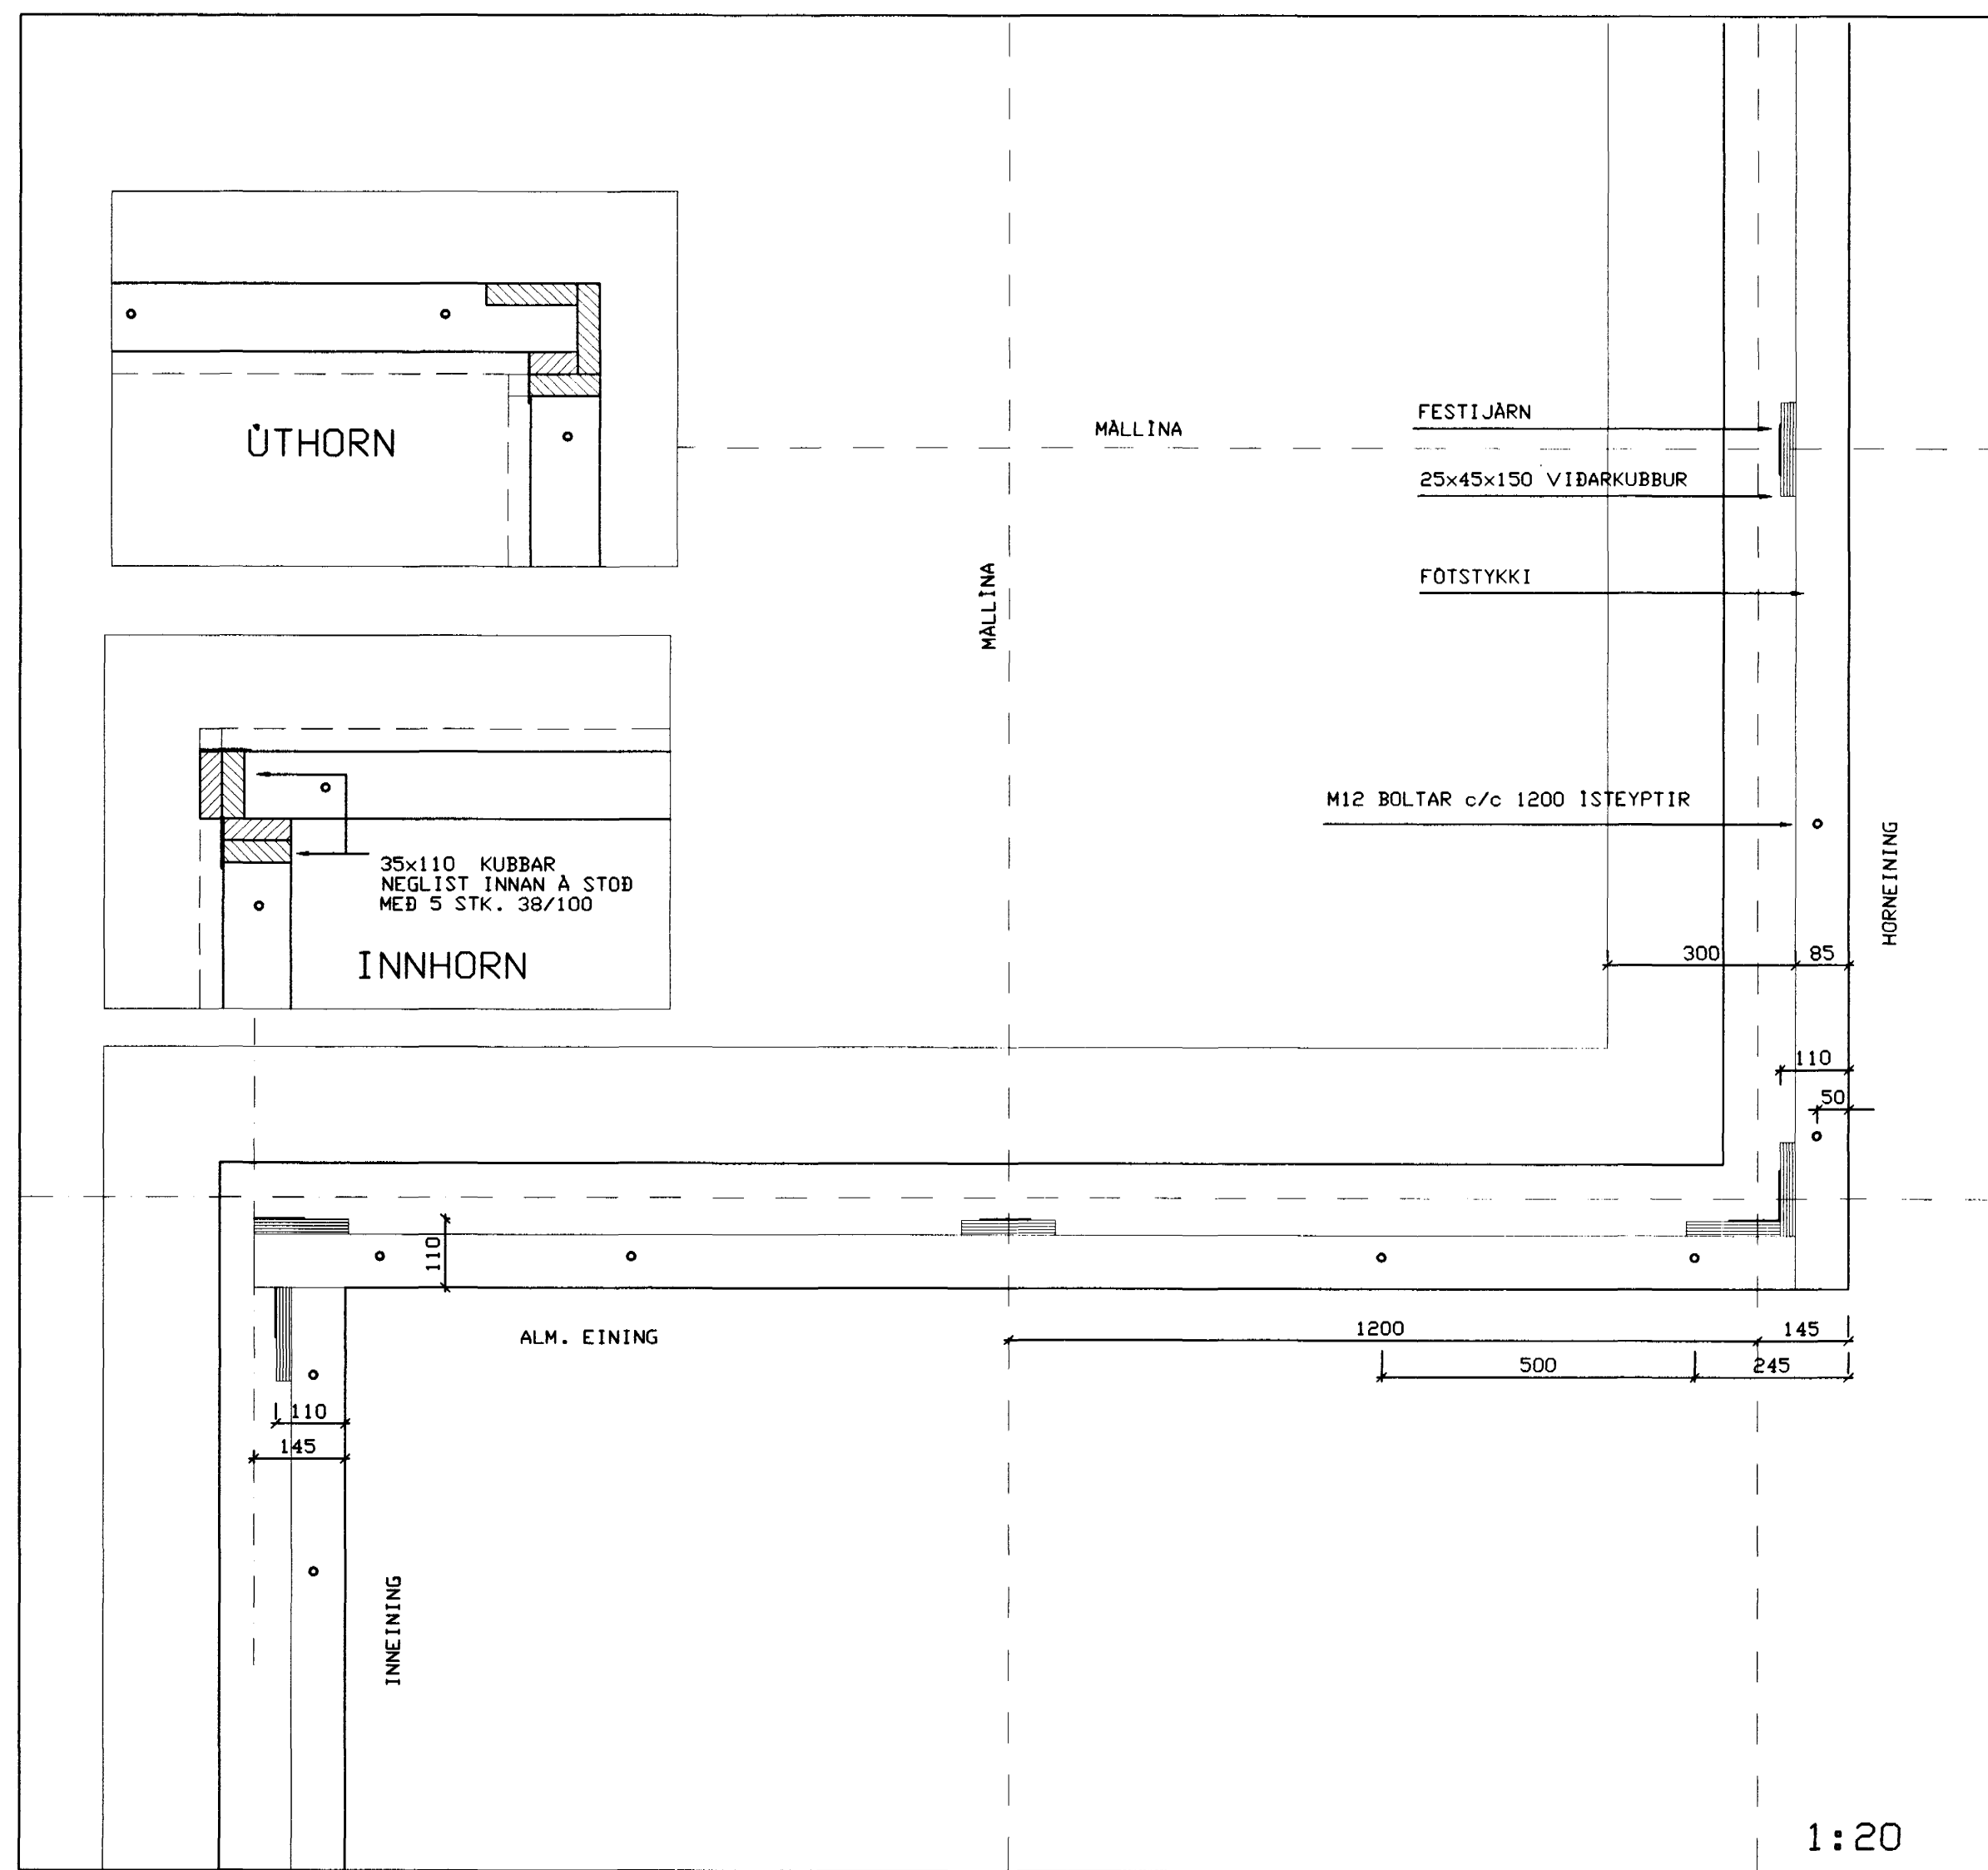 ÚTHORN
MÁLLÍNA
FESTIJÁRN
25x45x150 VIÐARKUBBUR
MÁLLÍNA
FÓTSTYKKI
M12 BOLTAR c/c 1200 ÍSTEYPTIR
35x110 KUBBAR
NEGLIST INNAN Á STOÐ
MEÐ 5 STK. 38/100
INNHORN
HORNEINING
300
85
110
50
110
ALM. EINING
1200
145
500
245
110
145
INNEINING
1:20